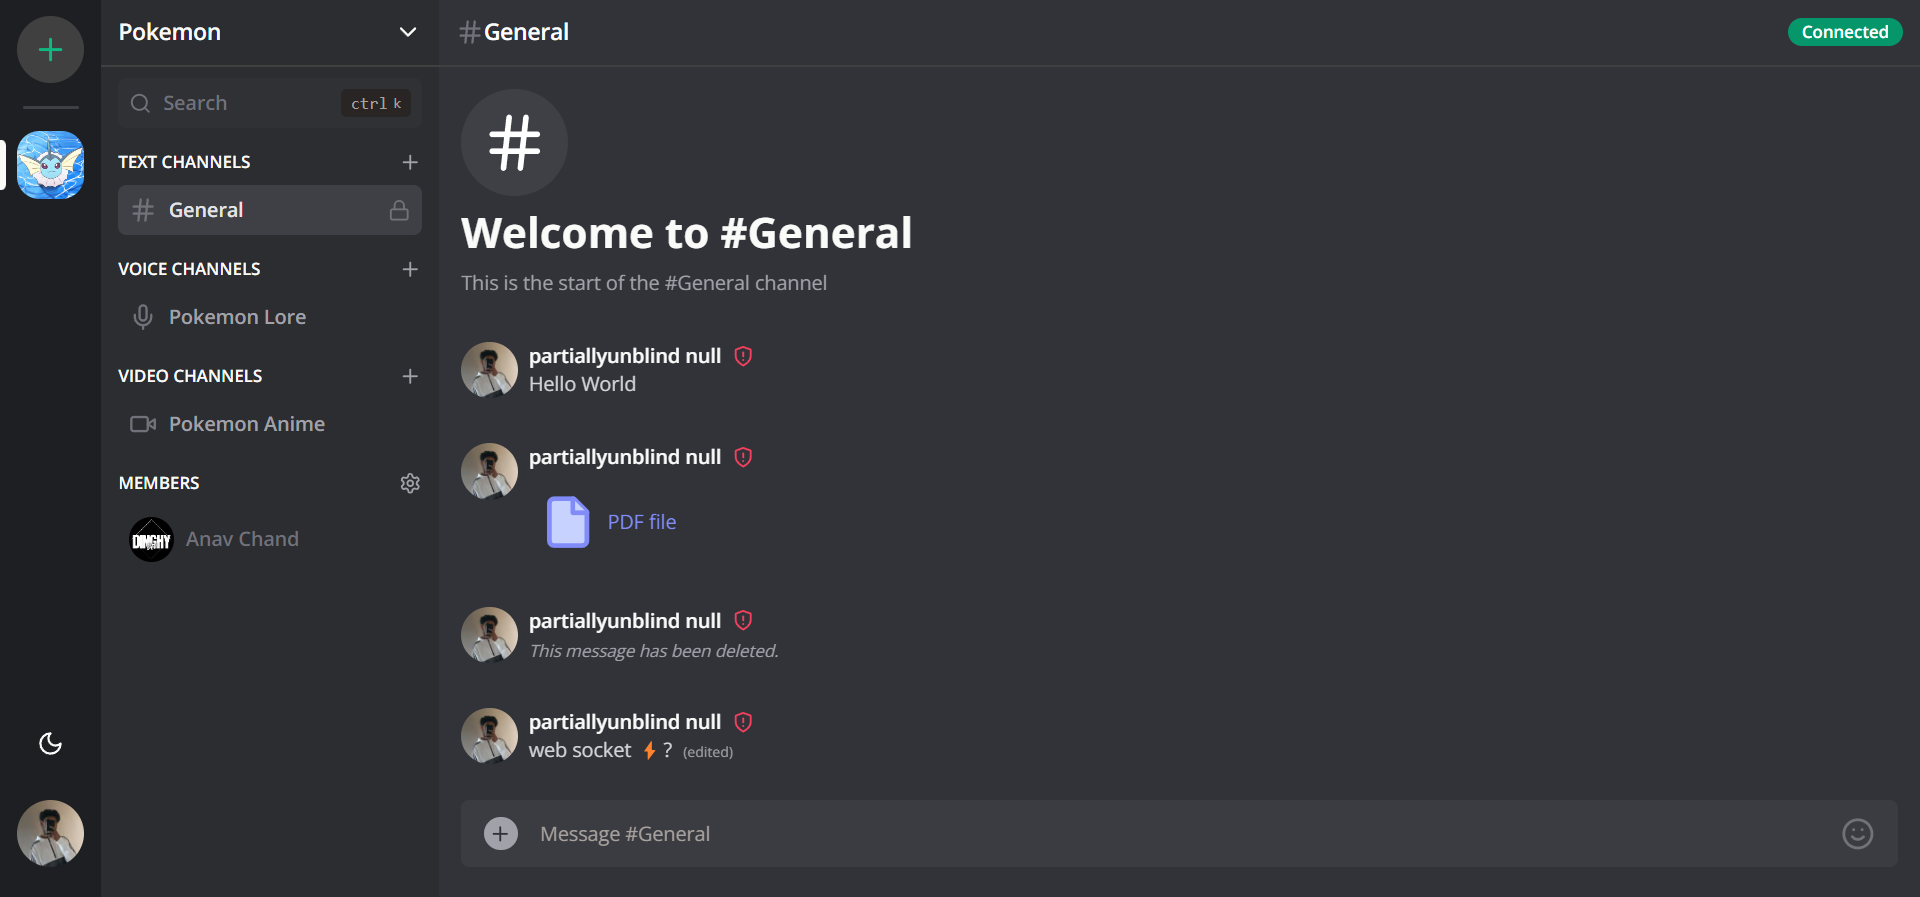 Pokemon
Search
ctrl k
TEXT CHANNELS
General
VOICE CHANNELS
Pokemon Lore
VIDEO CHANNELS
Pokemon Anime
MEMBERS
DINGHY
Anav Chand
#General
Connected
#
Welcome to #General
This is the start of the #General channel
partiallyunblind null
Hello World
partiallyunblind null
PDF file
partiallyunblind null
This message has been deleted.
partiallyunblind null
web socket ⚡? (edited)
Message #General